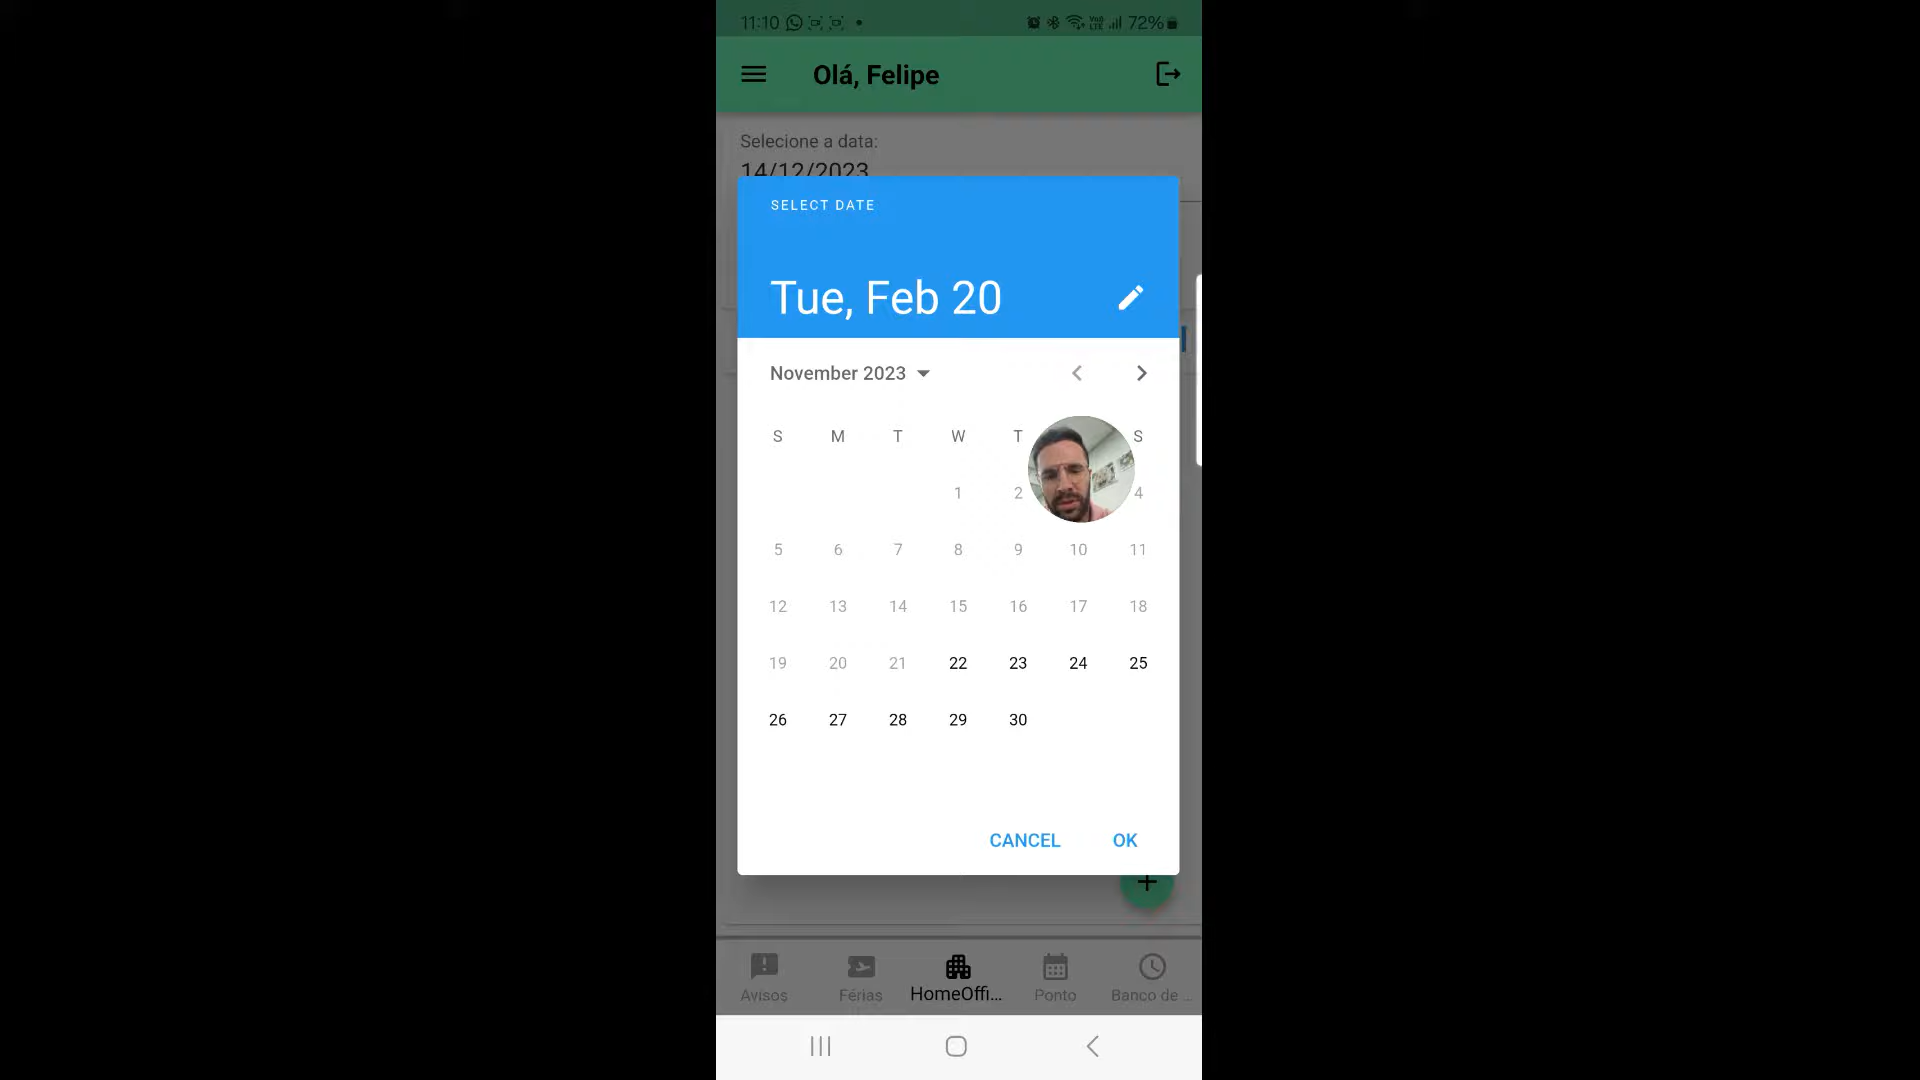 11:10 72%
Olá, Felipe
Selecione a data:
14/12/2023
SELECT DATE
Tue, Feb 20
November 2023
S M T W T S
1 2 4
5 6 7 8 9 10 11
12 13 14 15 16 17 18
19 20 21 22 23 24 25
26 27 28 29 30
CANCEL OK
Avisos Férias HomeOffi... Ponto Banco de ...